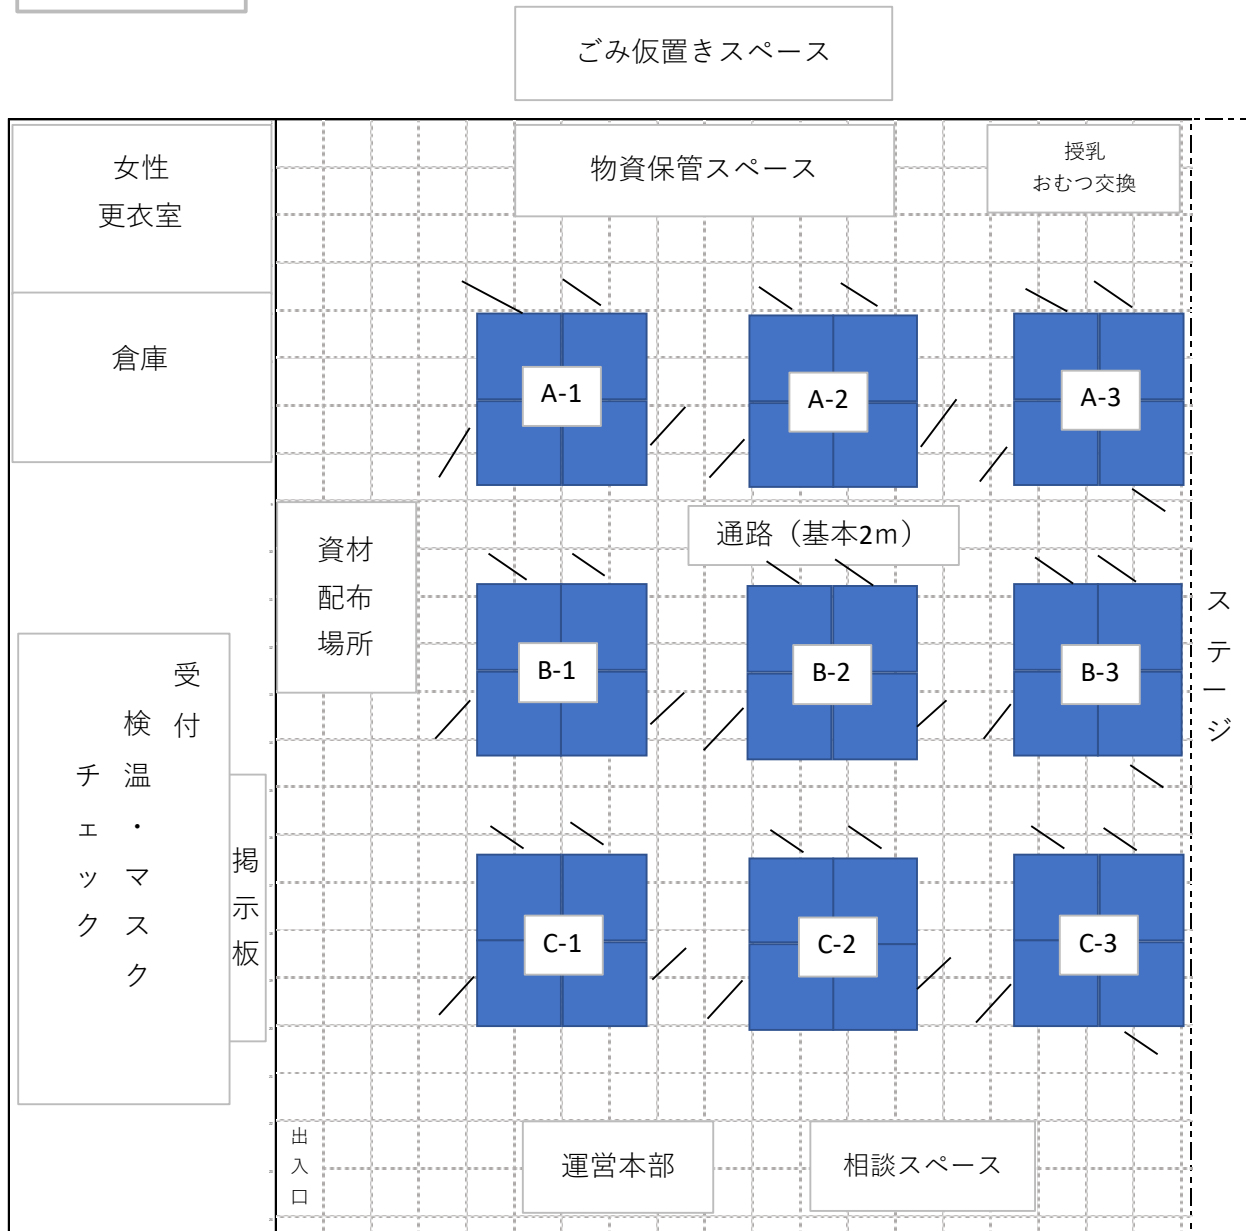 ごみ仮置きスペース
女性
更衣室
物資保管スペース
授乳
おむつ交換
倉庫
A-1
A-2
A-3
通路（基本2m）
資材
配布
場所
B-1
B-2
B-3
ステージ
受付
検温・マスク
チェック
掲示板
C-1
C-2
C-3
出入口
運営本部
相談スペース